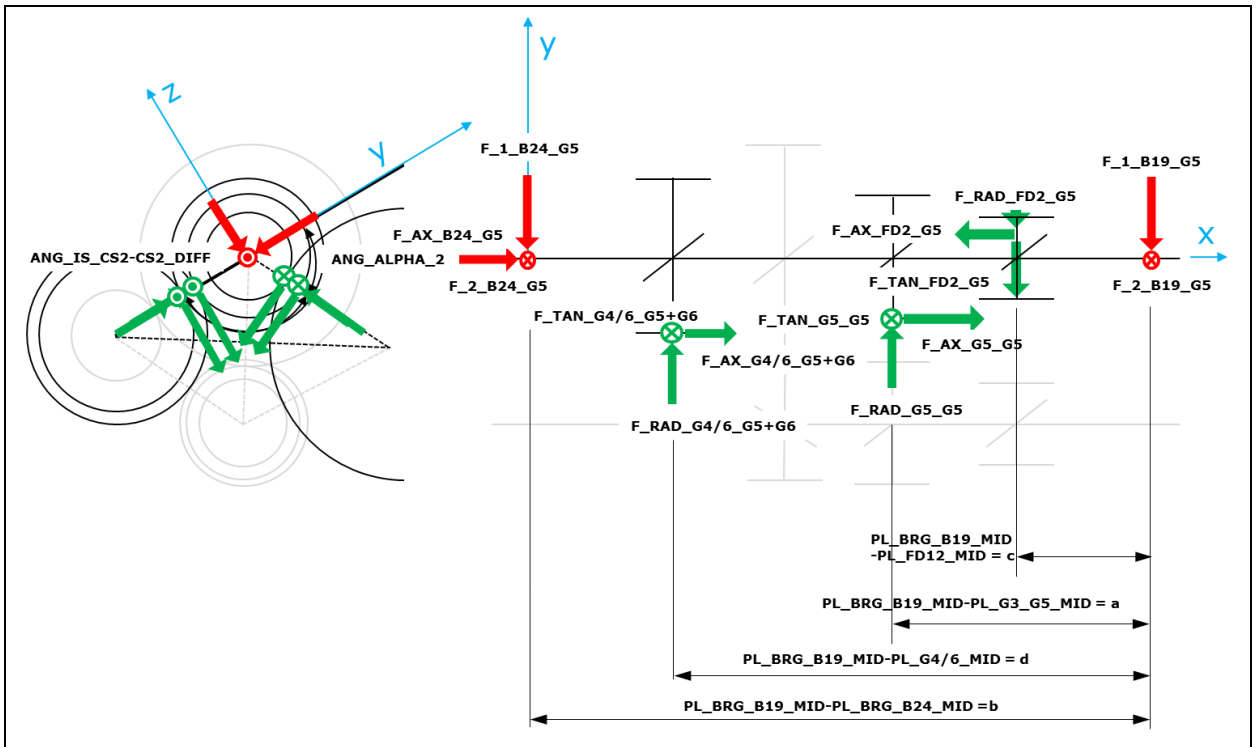 z
y
ANG_IS_CS2-CS2_DIFF
ANG_ALPHA_2
y
F_1_B24_G5
F_AX_B24_G5
F_2_B24_G5
F_1_B19_G5
F_RAD_FD2_G5
F_AX_FD2_G5
x
F_TAN_FD2_G5
F_2_B19_G5
F_TAN_G4/6_G5+G6
F_TAN_G5_G5
F_AX_G5_G5
F_AX_G4/6_G5+G6
F_RAD_G5_G5
F_RAD_G4/6_G5+G6
PL_BRG_B19_MID
-PL_FD12_MID = c
PL_BRG_B19_MID-PL_G3_G5_MID = a
PL_BRG_B19_MID-PL_G4/6_MID = d
PL_BRG_B19_MID-PL_BRG_B24_MID =b